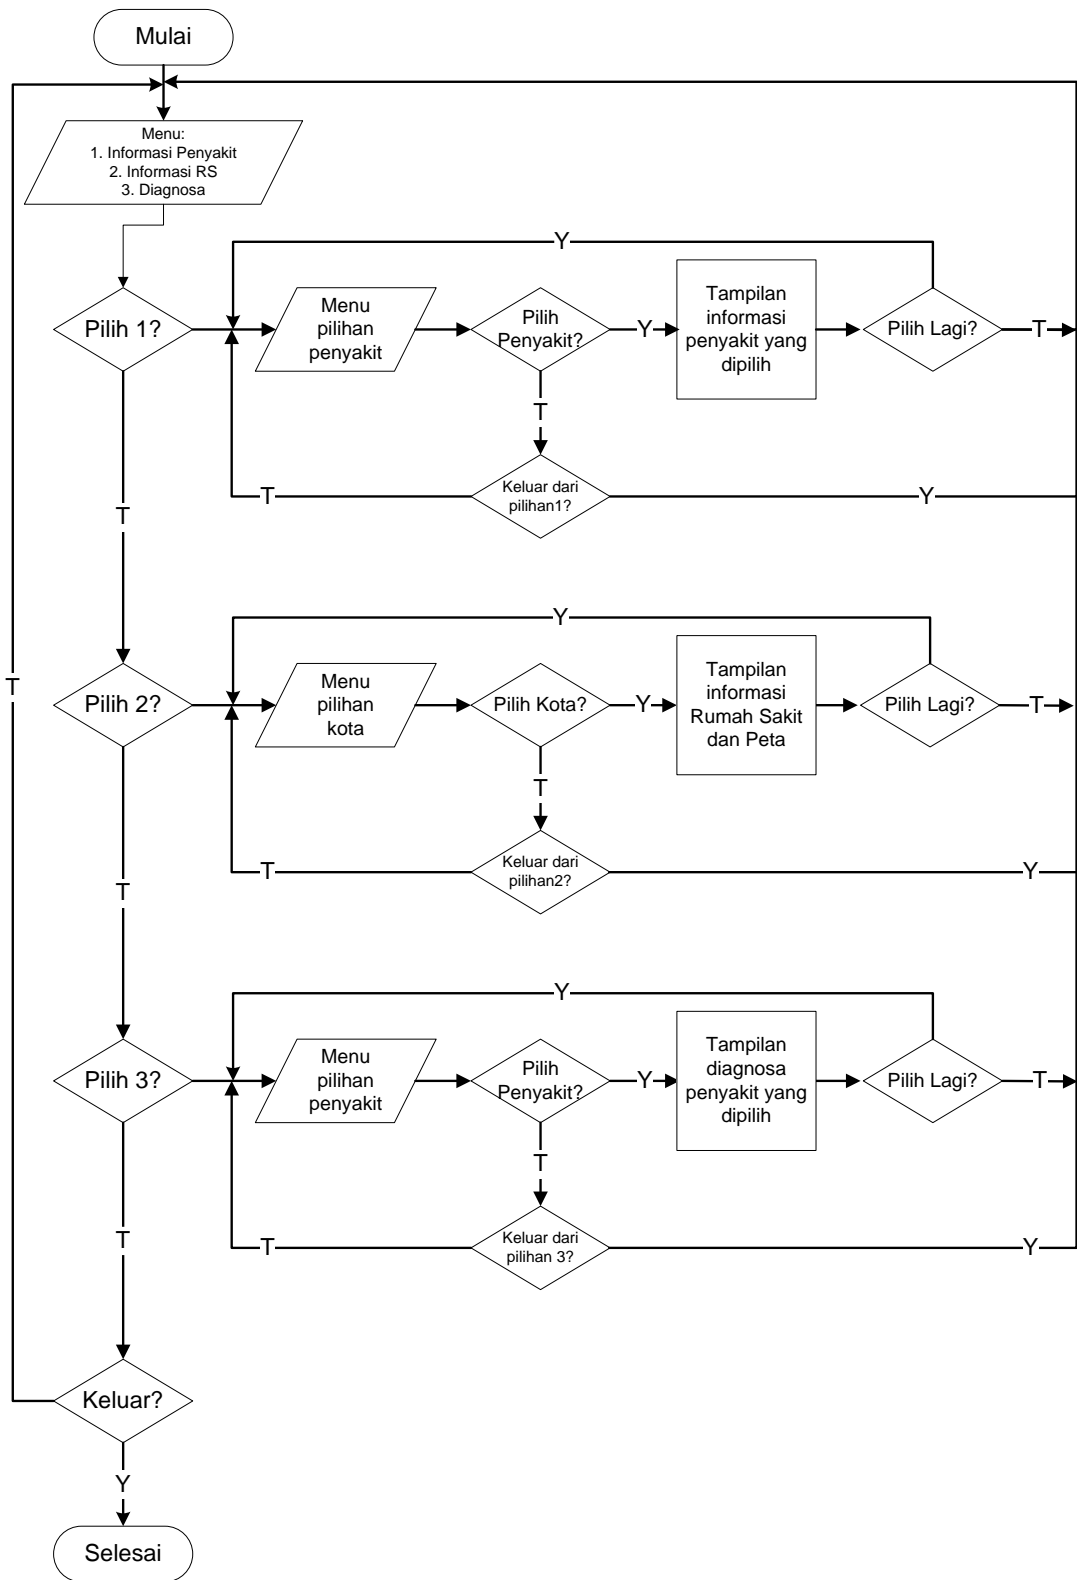 Mulai
Menu:
1. Informasi Penyakit
2. Informasi RS
3. Diagnosa
Y
Pilih 1?
Menu
pilihan
penyakit
Pilih
Penyakit?
Y
Tampilan
informasi
penyakit yang
dipilih
Pilih Lagi?
T
T
T
Keluar dari
pilihan1?
Y
T
Y
T
Pilih 2?
Menu
pilihan
kota
Pilih Kota?
Y
Tampilan
informasi
Rumah Sakit
dan Peta
Pilih Lagi?
T
T
T
Keluar dari
pilihan2?
Y
T
Y
Pilih 3?
Menu
pilihan
penyakit
Pilih
Penyakit?
Y
Tampilan
diagnosa
penyakit yang
dipilih
Pilih Lagi?
T
T
T
Keluar dari
pilihan 3?
Y
T
Keluar?
Y
Selesai